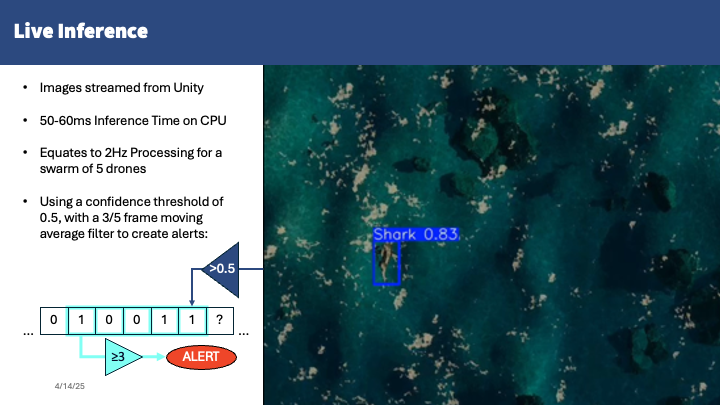 Live Inference
• Images streamed from Unity
• 50-60ms Inference Time on CPU
• Equates to 2Hz Processing for a
swarm of 5 drones
• Using a confidence threshold of
0.5, with a 3/5 frame moving
average filter to create alerts:
Shark 0.83
>0.5
... 0 1 0 0 1 1 ? ...
≥3 ALERT
4/14/25